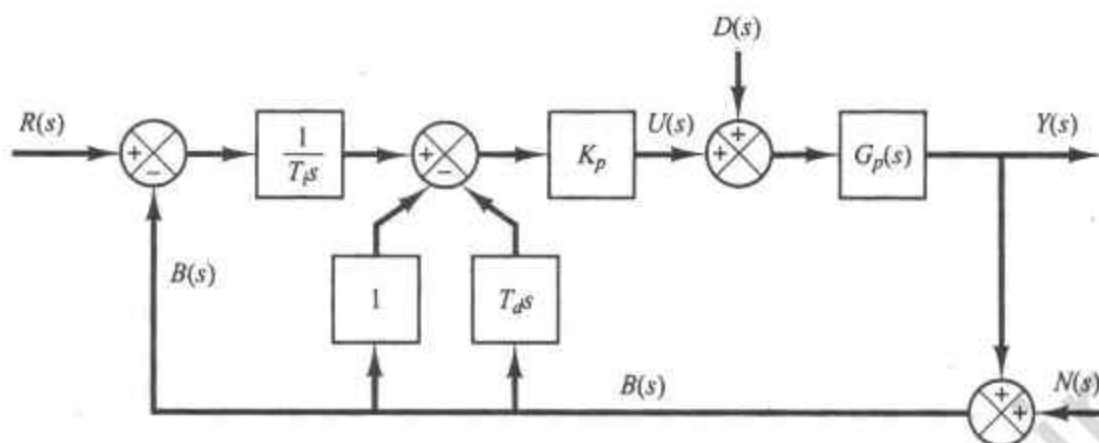 D(s)
R(s)
+
−
1
T_i s
+
−
K_p
U(s)
+
+
G_p(s)
Y(s)
B(s)
1
T_d s
B(s)
+
+
N(s)